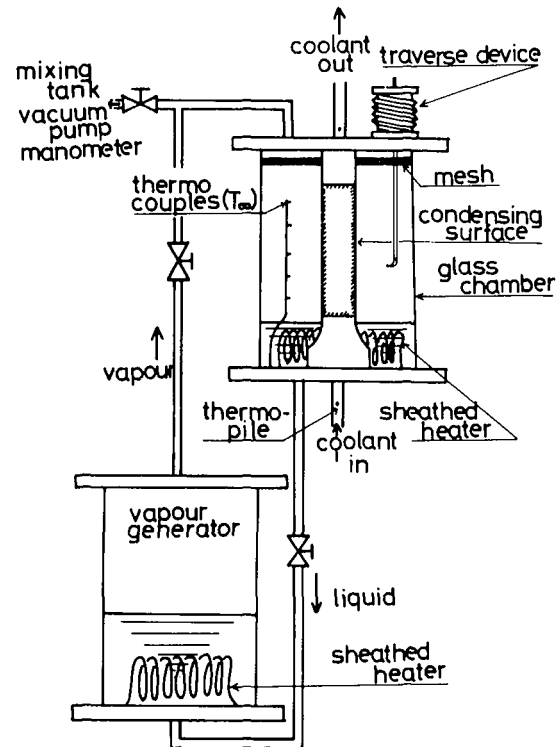 coolant
out
traverse device
mixing
tank
vacuum
pump
manometer
thermo
couples(T∞)
mesh
condensing
surface
glass
chamber
vapour
thermo-
pile
coolant
in
sheathed
heater
vapour
generator
liquid
sheathed
heater